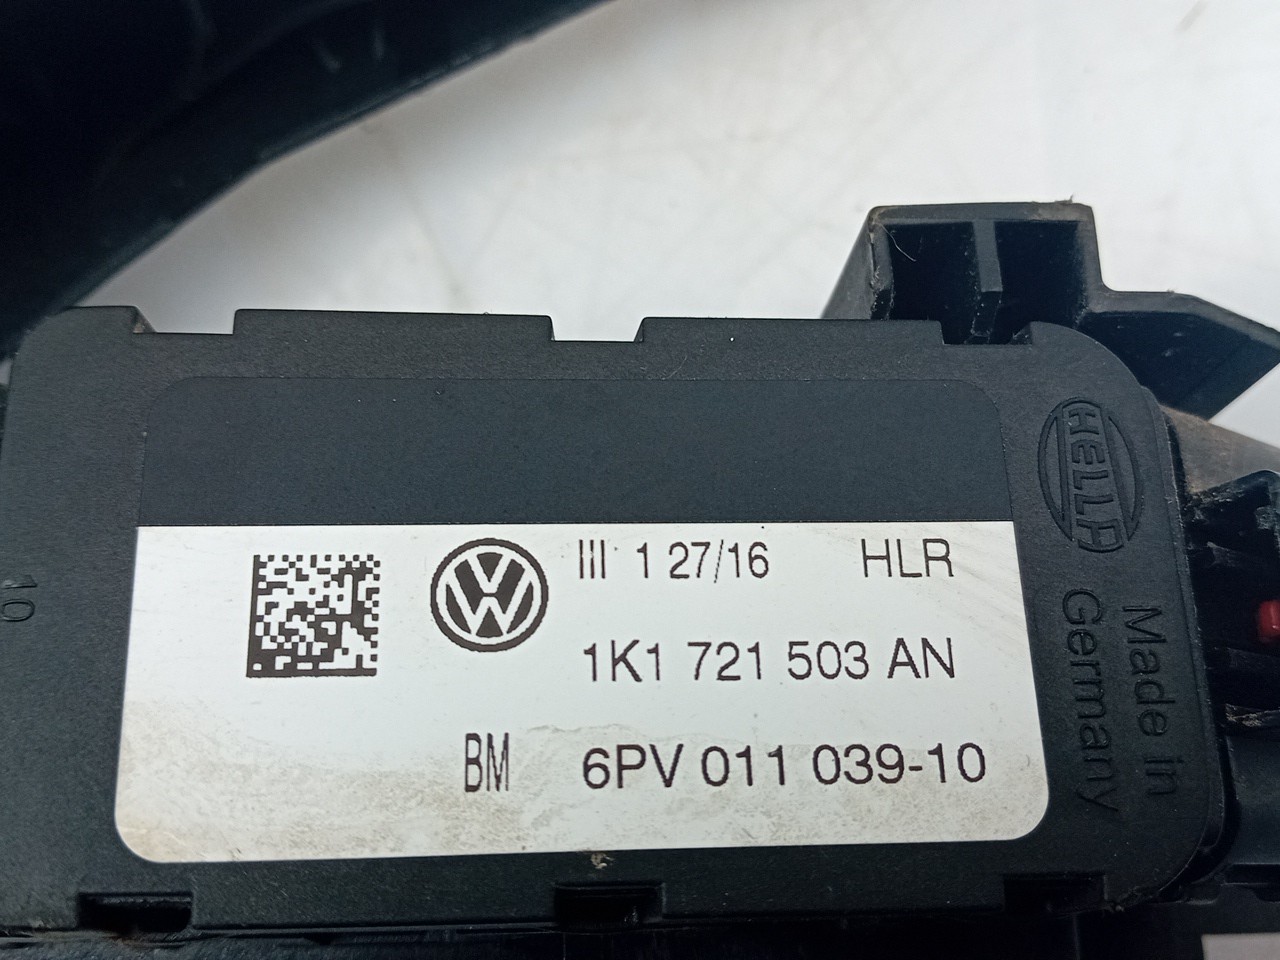 III 1 27/16 HLR
1K1 721 503 AN
BM 6PV 011 039-10
HELLA
Made in
Germany
10